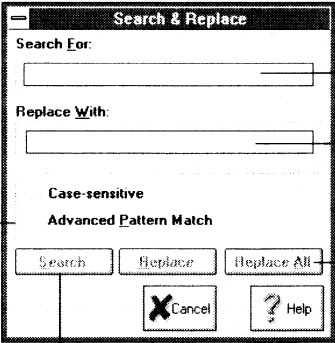 Search & Replace
Search For:
Replace With:
Case-sensitive
Advanced Pattern Match
Search Replace Replace All
Cancel ? Help